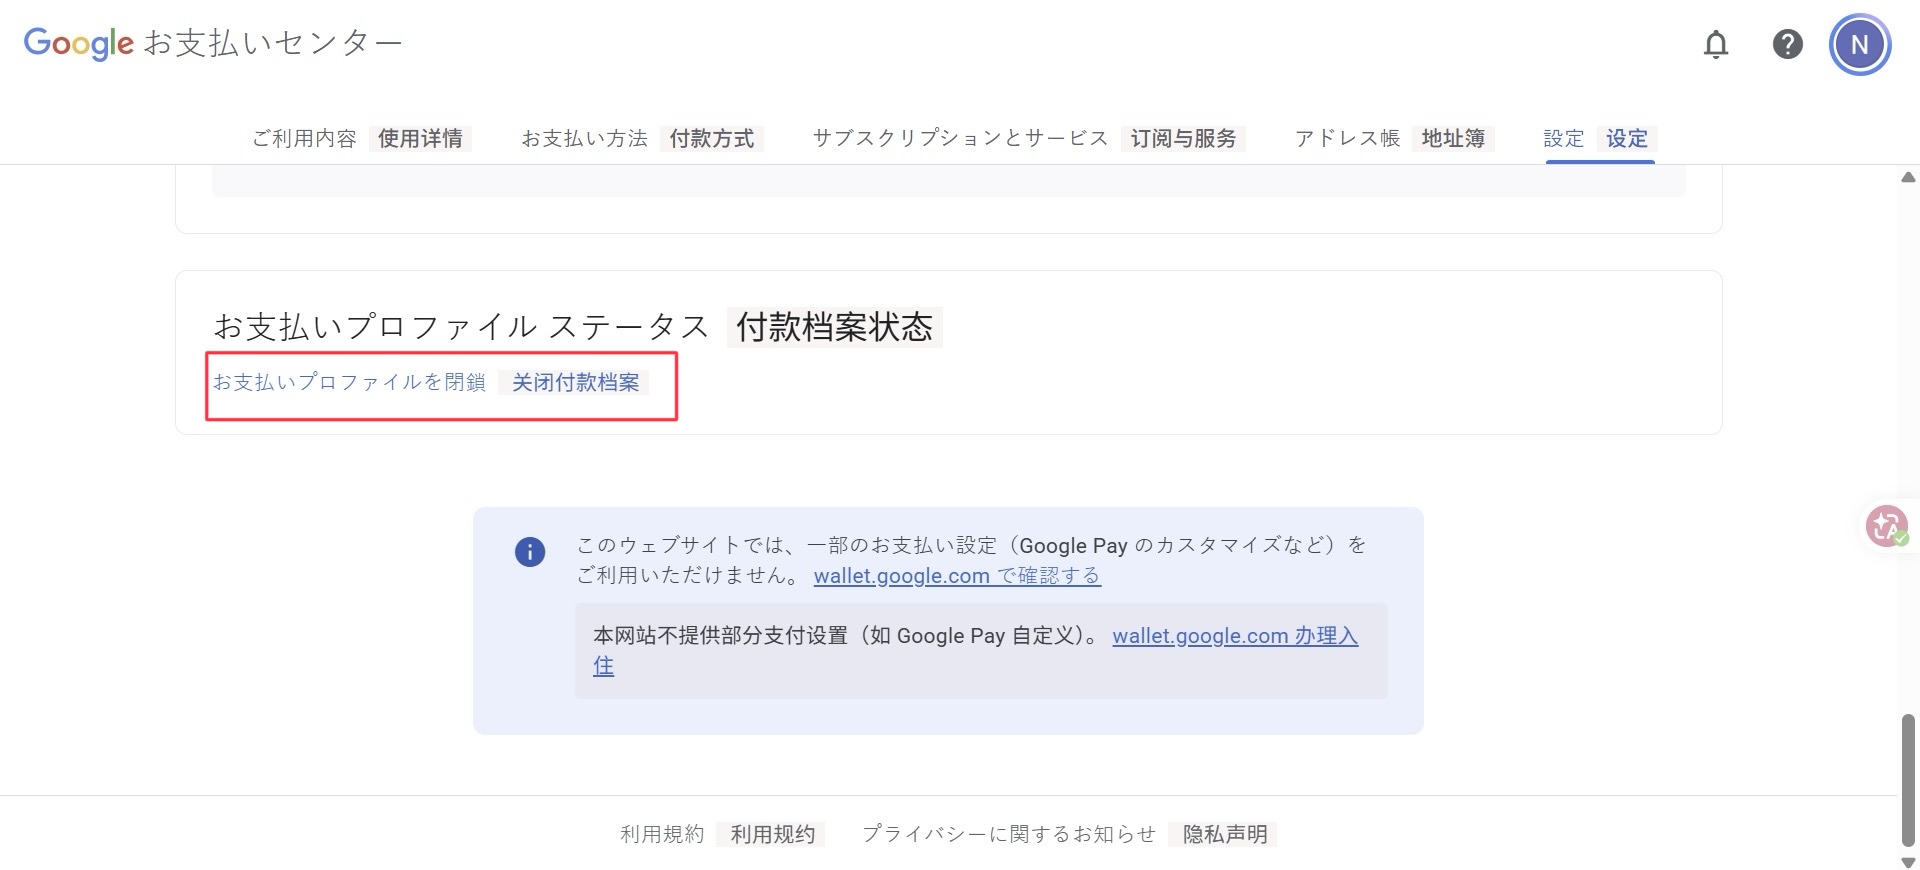 Google お支払いセンター
N
ご利用内容 使用详情 お支払い方法 付款方式 サブスクリプションとサービス 订阅与服务 アドレス帳 地址簿 設定 设定
お支払いプロファイル ステータス 付款档案状态
お支払いプロファイルを閉鎖 关闭付款档案
このウェブサイトでは、一部のお支払い設定（Google Pay のカスタマイズなど）を
ご利用いただけません。 wallet.google.com で確認する
本网站不提供部分支付设置（如 Google Pay 自定义）。 wallet.google.com 办理入
住
利用規約 利用规约 プライバシーに関するお知らせ 隐私声明